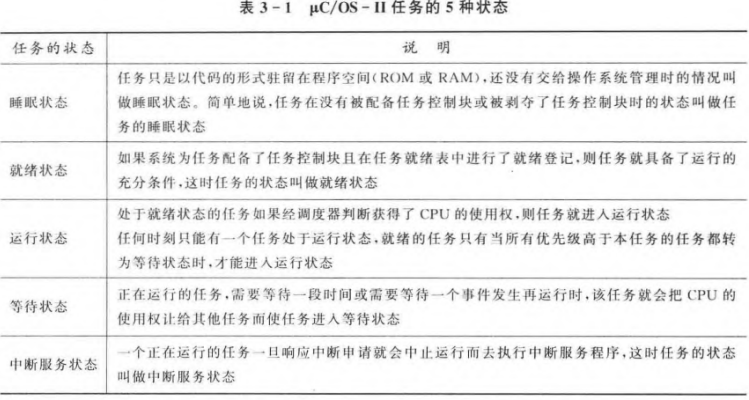 表 3-1 μC/OS-II 任务的 5 种状态
任务的状态 说 明
睡眠状态
任务只是以代码的形式驻留在程序空间(ROM 或 RAM),还没有交给操作系统管理时的情况叫
做睡眠状态。简单地说,任务在没有被配备任务控制块或被剥夺了任务控制块时的状态叫做任
务的睡眠状态
就绪状态
如果系统为任务配备了任务控制块且在任务就绪表中进行了就绪登记,则任务就具备了运行的
充分条件,这时任务的状态叫做就绪状态
运行状态
处于就绪状态的任务如果经调度器判断获得了 CPU 的使用权,则任务就进入运行状态
任何时刻只能有一个任务处于运行状态,就绪的任务只有当所有优先级高于本任务的任务都转
为等待状态时,才能进入运行状态
等待状态
正在运行的任务,需要等待一段时间或需要等待一个事件发生再运行时,该任务就会把 CPU 的
使用权让给其他任务而使任务进入等待状态
中断服务状态
一个正在运行的任务一旦响应中断申请就会中止运行而去执行中断服务程序,这时任务的状态
叫做中断服务状态